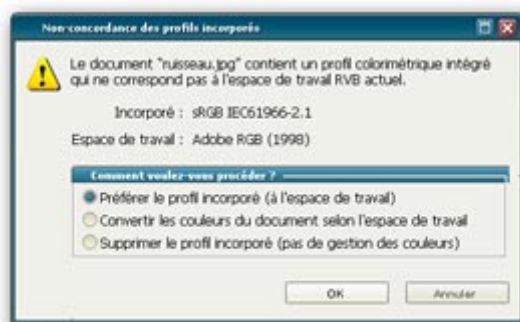 Non-concordance des profils incorporés
Le document "ruisseau.jpg" contient un profil colorimétrique intégré
qui ne correspond pas à l'espace de travail RVB actuel.
Incorporé : sRGB IEC61966-2.1
Espace de travail : Adobe RGB (1998)
Comment voulez-vous procéder ?
Préférer le profil incorporé (à l'espace de travail)
Convertir les couleurs du document selon l'espace de travail
Supprimer le profil incorporé (pas de gestion des couleurs)
OK
Annuler